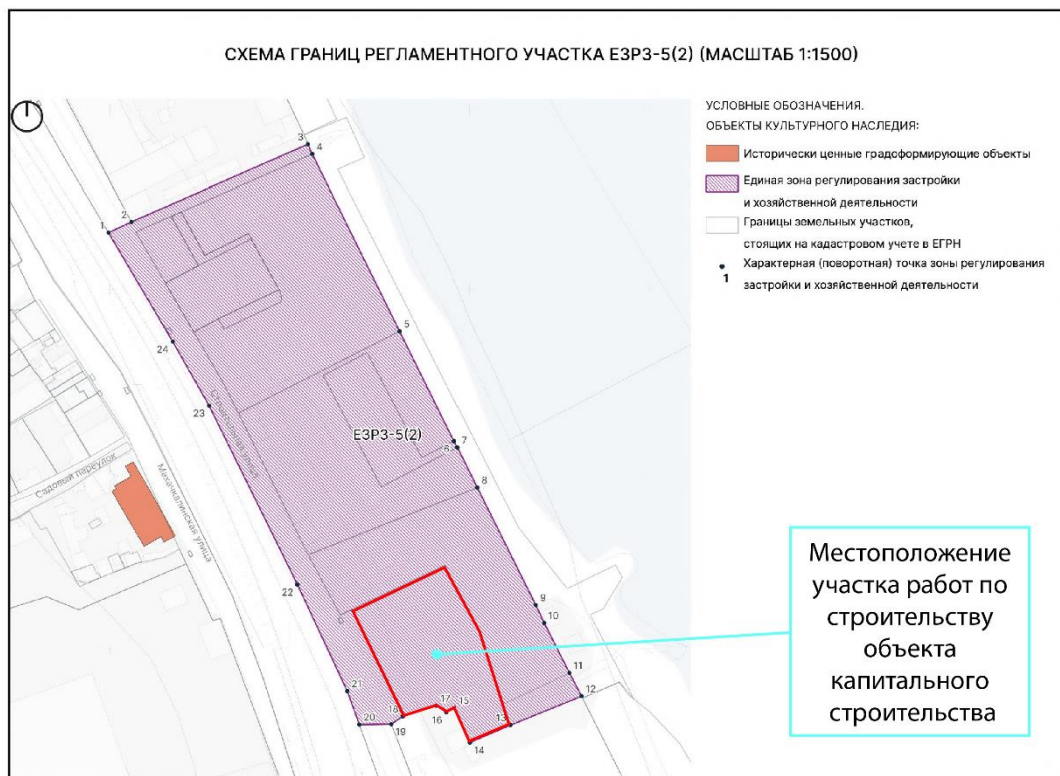 СХЕМА ГРАНИЦ РЕГЛАМЕНТНОГО УЧАСТКА ЕЗРЗ-5(2) (МАСШТАБ 1:1500)
УСЛОВНЫЕ ОБОЗНАЧЕНИЯ.
ОБЪЕКТЫ КУЛЬТУРНОГО НАСЛЕДИЯ:
Исторически ценные градоформирующие объекты
Единая зона регулирования застройки
и хозяйственной деятельности
Границы земельных участков,
стоящих на кадастровом учете в ЕГРН
Характерная (поворотная) точка зоны регулирования
застройки и хозяйственной деятельности
1
3
4
2
1
5
24
23
Строительная улица
ЕЗРЗ-5(2)
7
6
8
Садовый переулок
Махачкалинская улица
22
9
10
11
12
21
20
19
18
17
16
15
13
14
Местоположение
участка работ по
строительству
объекта
капитального
строительства